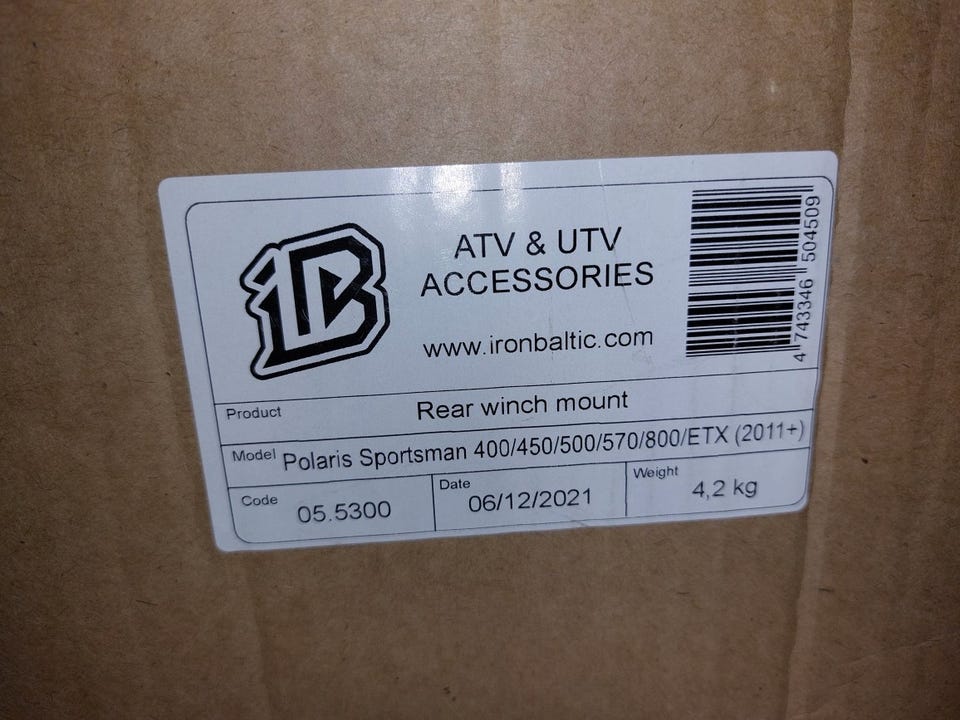 IB
ATV & UTV
ACCESSORIES
www.ironbaltic.com
4 743346 504509
Product Rear winch mount
Model Polaris Sportsman 400/450/500/570/800/ETX (2011+)
Code 05.5300 Date 06/12/2021 Weight 4,2 kg